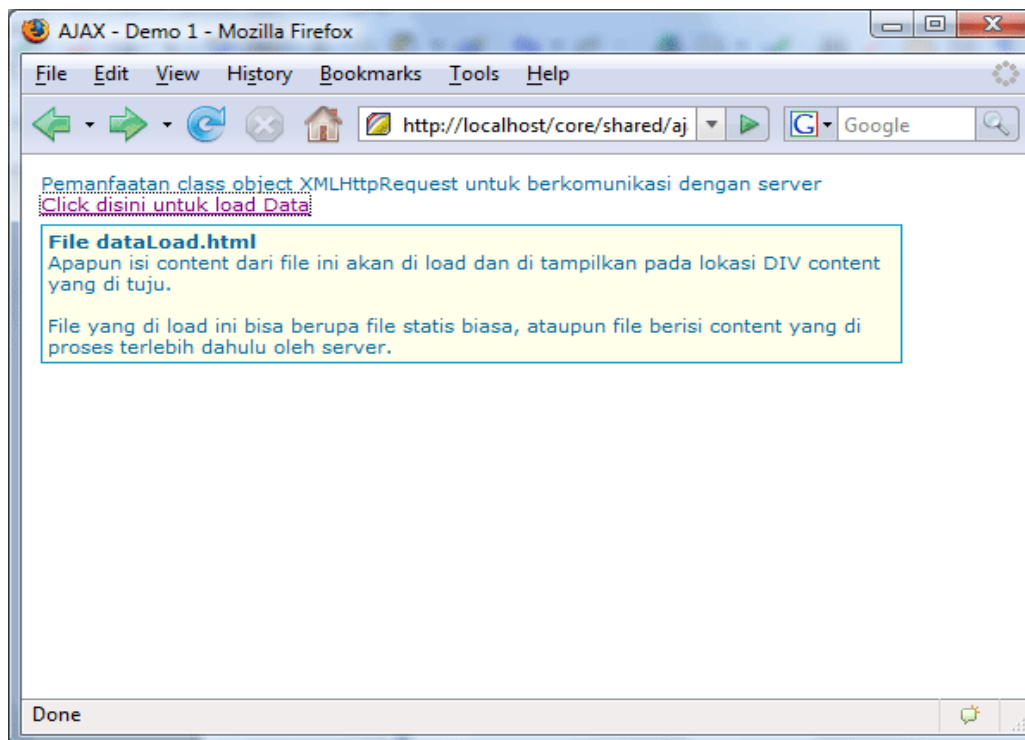 AJAX - Demo 1 - Mozilla Firefox
File Edit View History Bookmarks Tools Help
http://localhost/core/shared/aj G Google
Pemanfaatan class object XMLHttpRequest untuk berkomunikasi dengan server
Click disini untuk load Data
File dataLoad.html
Apapun isi content dari file ini akan di load dan di tampilkan pada lokasi DIV content
yang di tuju.
File yang di load ini bisa berupa file statis biasa, ataupun file berisi content yang di
proses terlebih dahulu oleh server.
Done